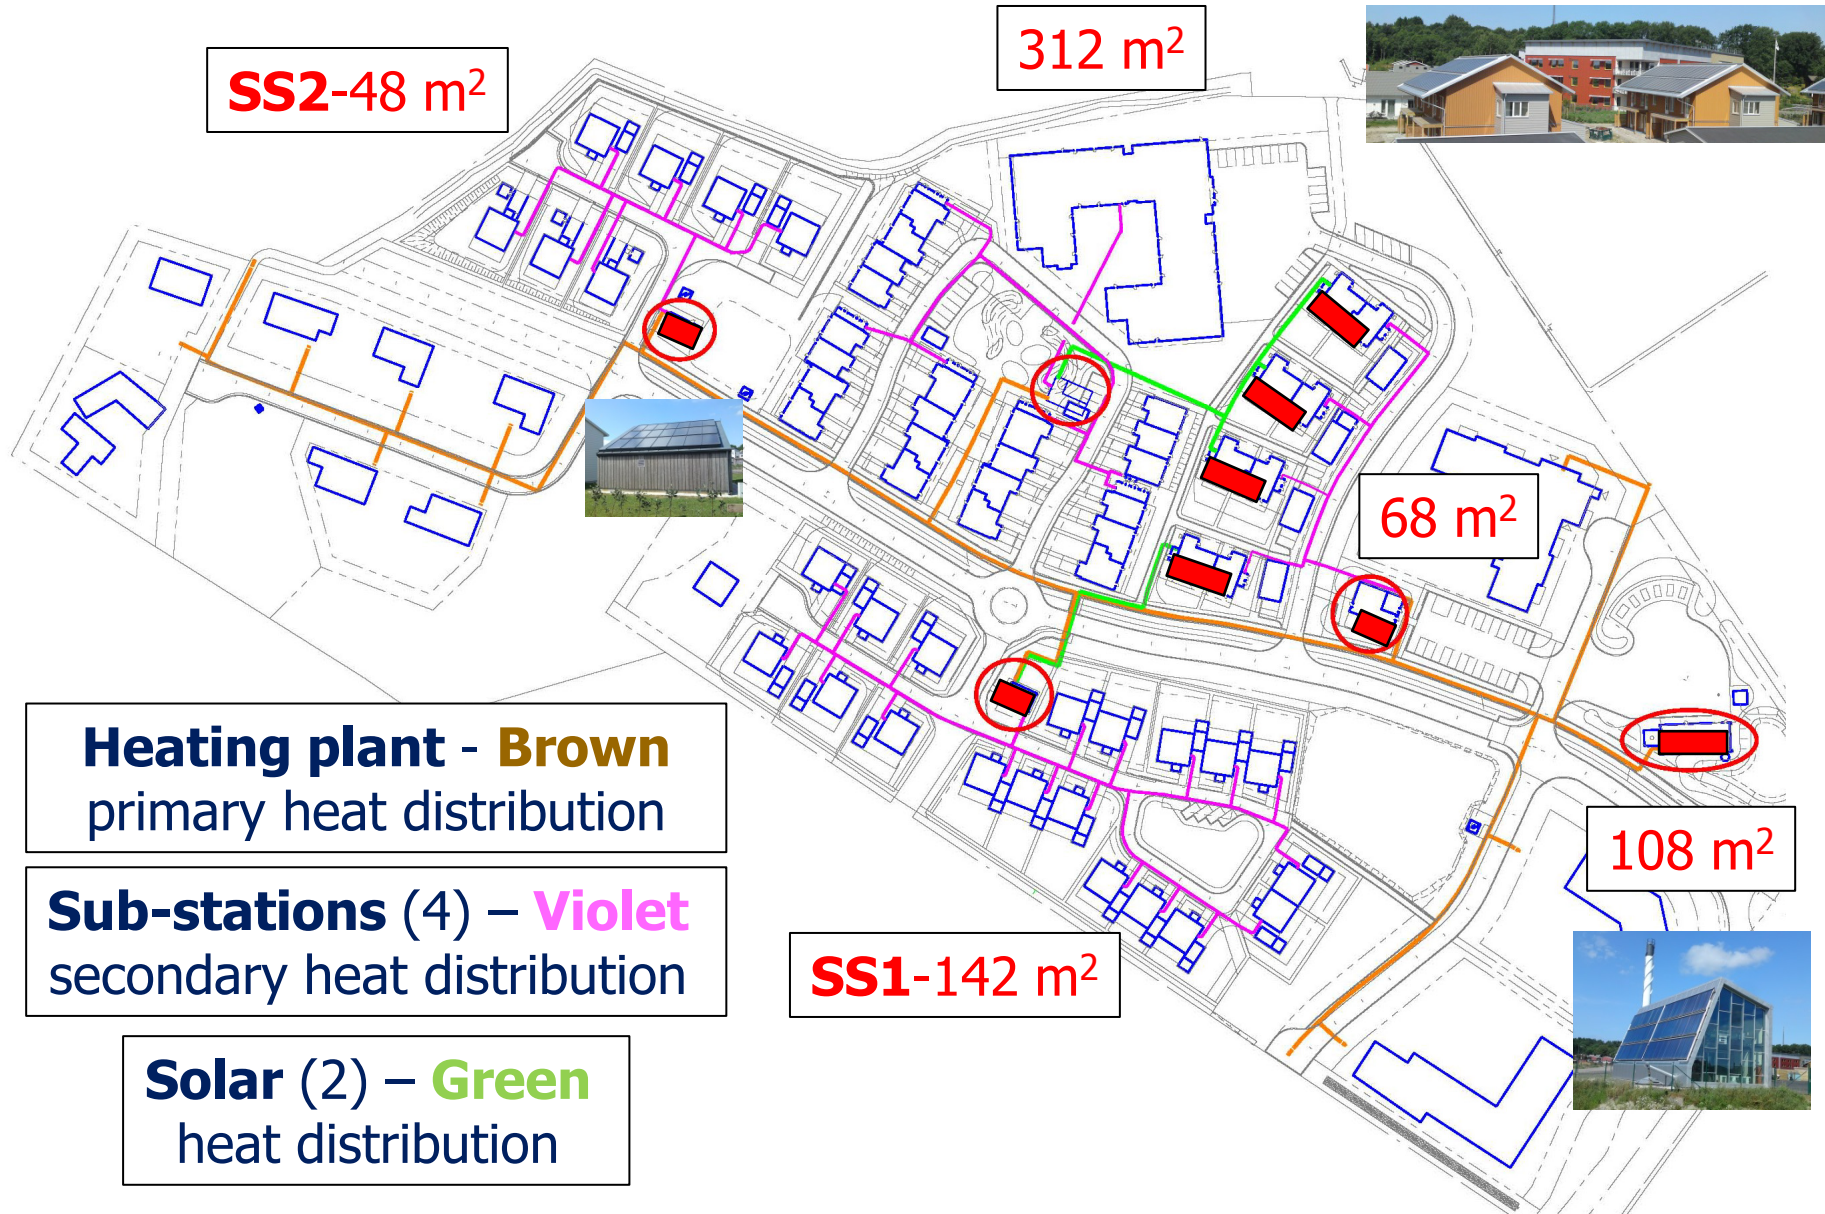 312 m²
SS2-48 m²
68 m²
Heating plant - Brown
primary heat distribution
108 m²
Sub-stations (4) – Violet
secondary heat distribution
SS1-142 m²
Solar (2) – Green
heat distribution